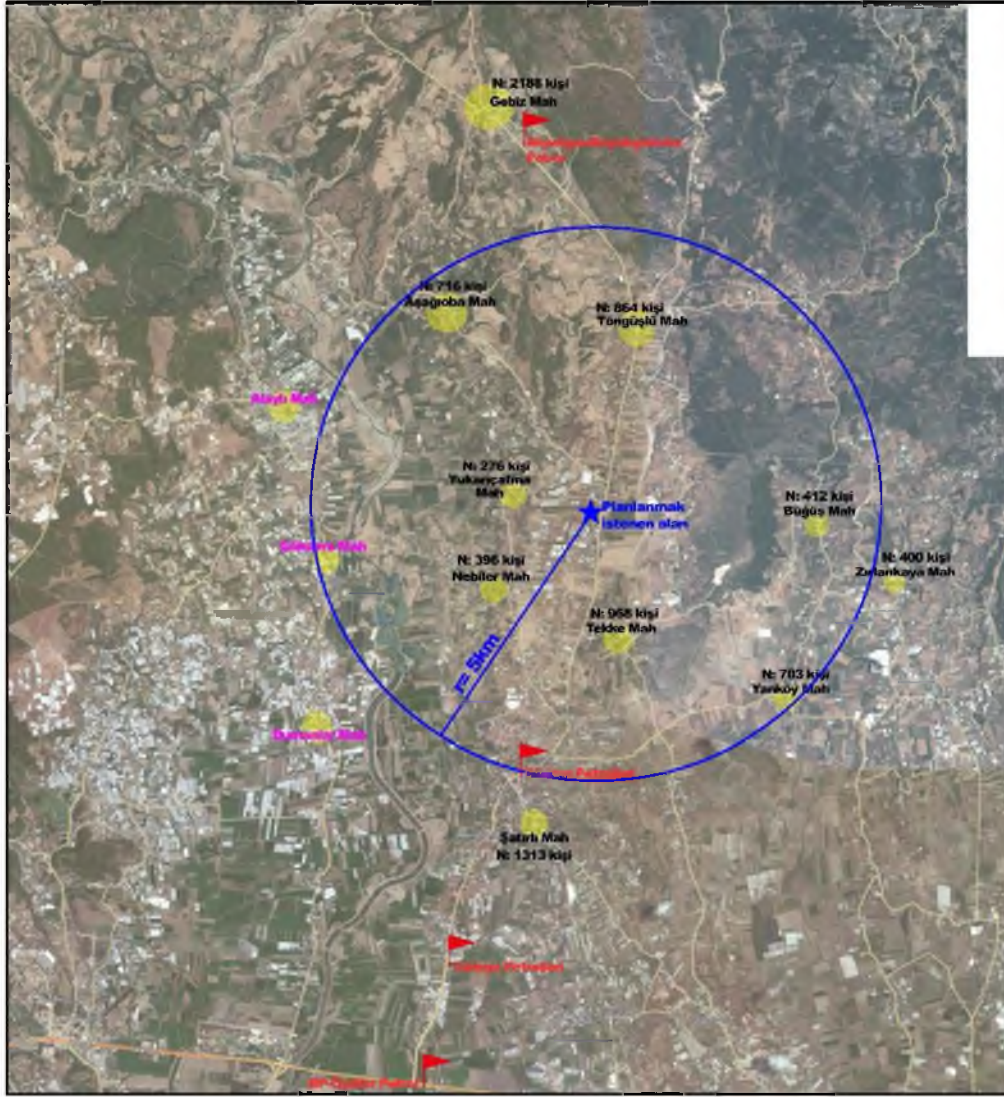 N: 2188 kişi
Gebiz Mah
N: 716 kişi
Aşağıoba Mah
N: 864 kişi
Töngüşlü Mah
Alaylı Mah
N: 276 kişi
Mah
Planlanmak
istenen alan
N: 412 kişi
Büğüş Mah
Mah
N: 396 kişi
Nebiler Mah
N: 400 kişi
Zırlankaya Mah
N: 968 kişi
Tekke Mah
r= 5km
N: 703 kişi
Yanköy Mah
Mah
Şatırlı Mah
N: 1313 kişi